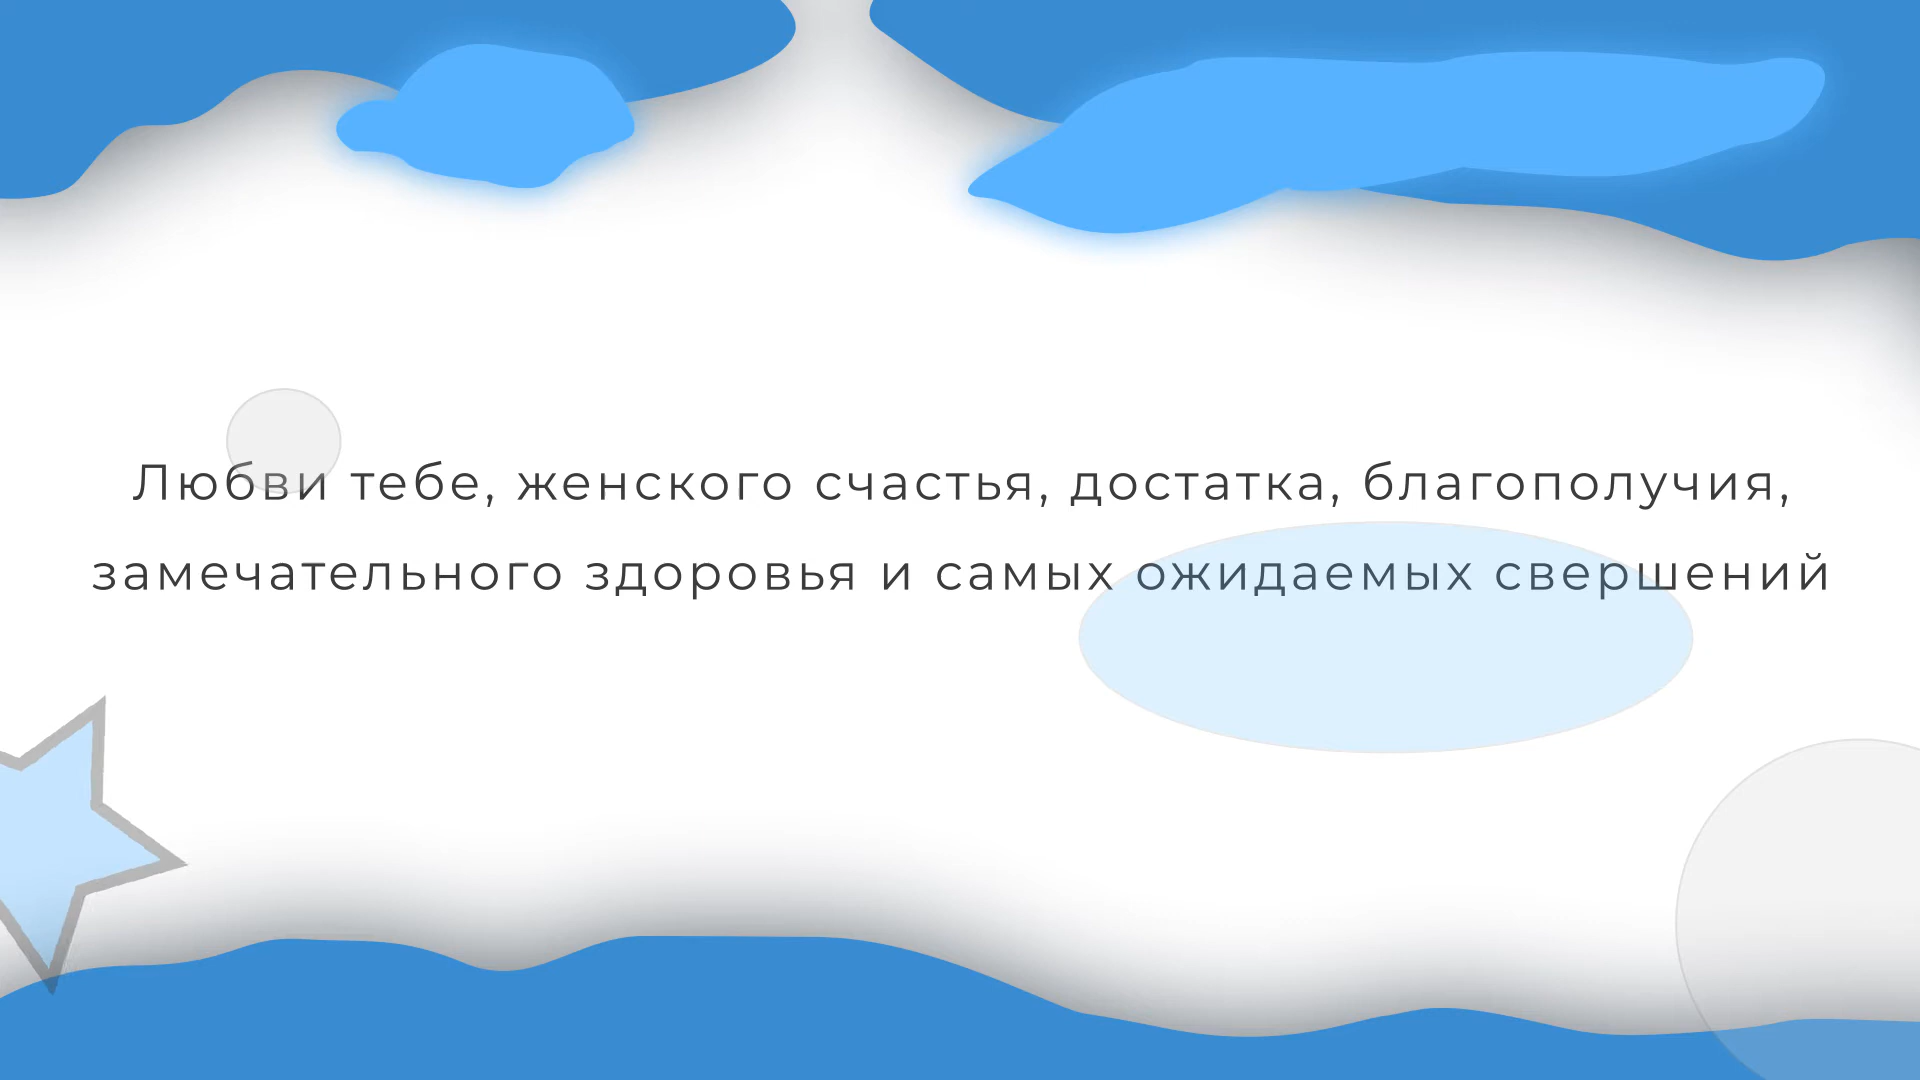 Любви тебе, женского счастья, достатка, благополучия,
замечательного здоровья и самых ожидаемых свершений